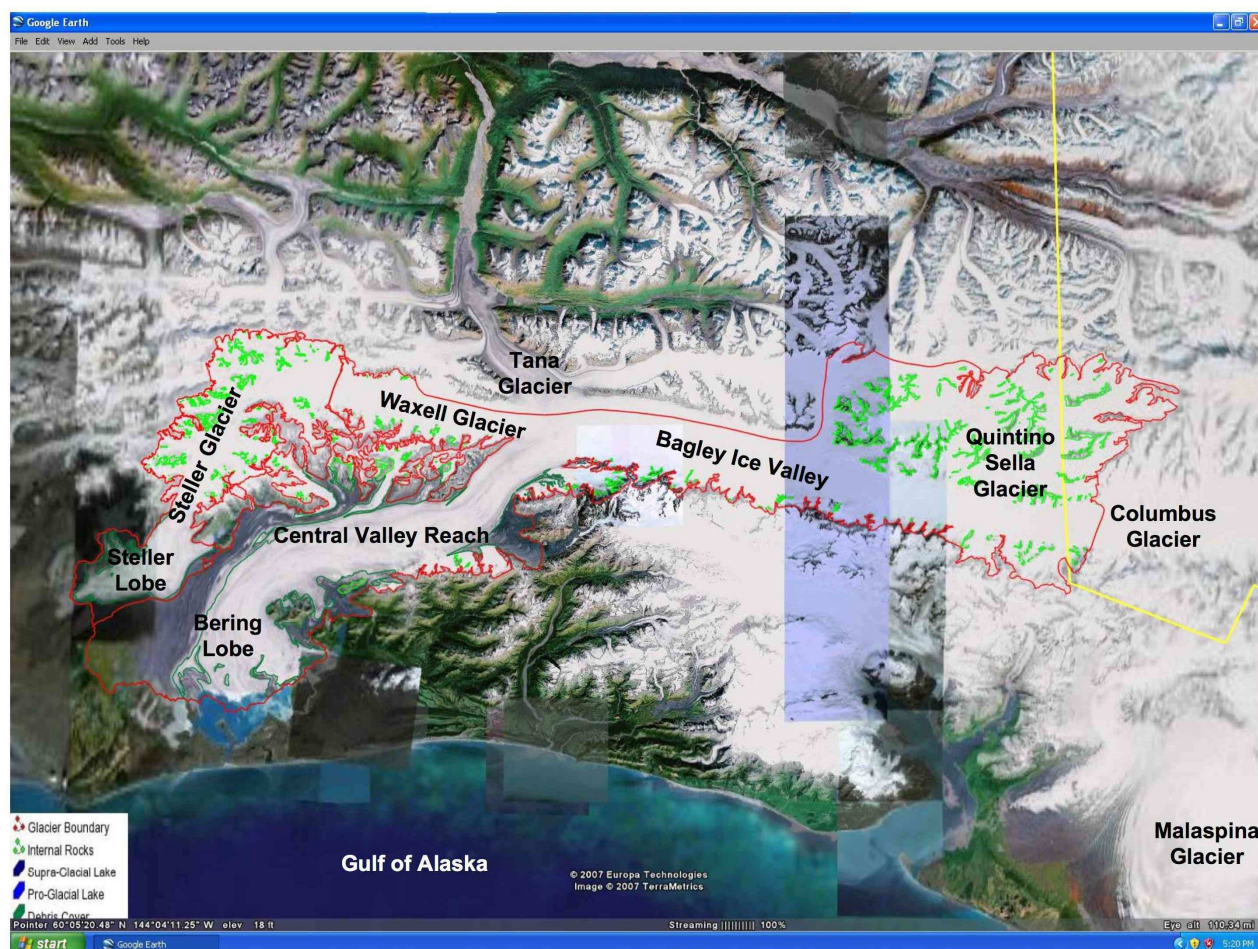 Google Earth
File Edit View Add Tools Help
Tana
Glacier
Waxell Glacier
Steller Glacier
Bagley Ice Valley
Quintino
Sella
Glacier
Columbus
Glacier
Central Valley Reach
Steller
Lobe
Bering
Lobe
Malaspina
Glacier
Gulf of Alaska
© 2007 Europa Technologies
Image © 2007 TerraMetrics
Glacier Boundary
Internal Rocks
Supra-Glacial Lake
Pro-Glacial Lake
Debris Cover
Pointer 60°05'20.48" N 144°04'11.25" W elev 18 ft
Streaming |||||||||| 100%
Eye alt 110.34 mi
start
Google Earth
5:20 PM